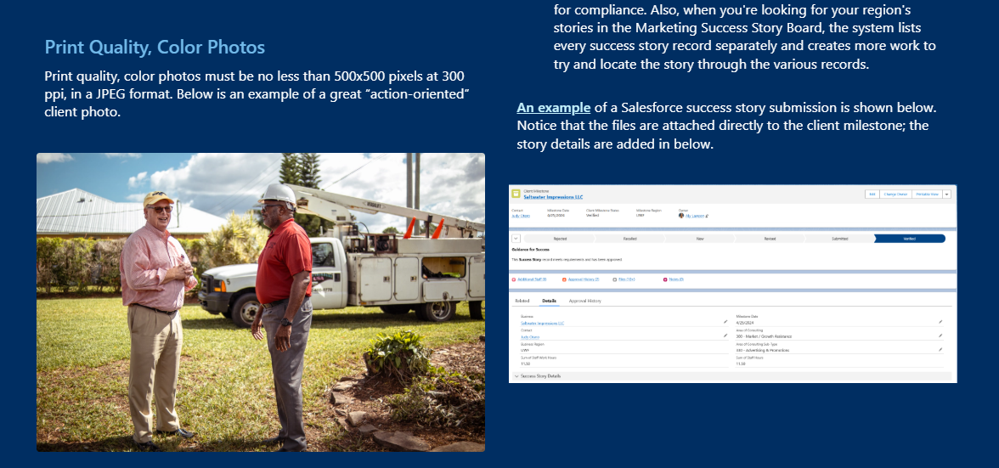 Print Quality, Color Photos
Print quality, color photos must be no less than 500x500 pixels at 300
ppi, in a JPEG format. Below is an example of a great "action-oriented"
client photo.
for compliance. Also, when you're looking for your region's
stories in the Marketing Success Story Board, the system lists
every success story record separately and creates more work to
try and locate the story through the various records.
An example of a Salesforce success story submission is shown below.
Notice that the files are attached directly to the client milestone; the
story details are added in below.
Client Milestone
Saltwater Impressions LLC
Edit Change Owner Printable View
Contact Milestone Date Client Milestone Status Milestone Region Owner
4/25/2024 Verified UWF
Rejected Recalled New Revised Submitted Verified
Guidance for Success
This Success Story record meets requirements and has been approved.
Additional Staff (0) Approval History (2) Files (10+) Notes (0)
Related Details Approval History
Business Milestone Date
Saltwater Impressions LLC 4/25/2024
Contact Area of Consulting
300 - Market / Growth Assistance
Business Region Area of Consulting Sub-Type
UWF 340 - Advertising & Promotions
Sum of Staff Work Hours Sum of Staff Hours
11.50 11.50
Success Story Details